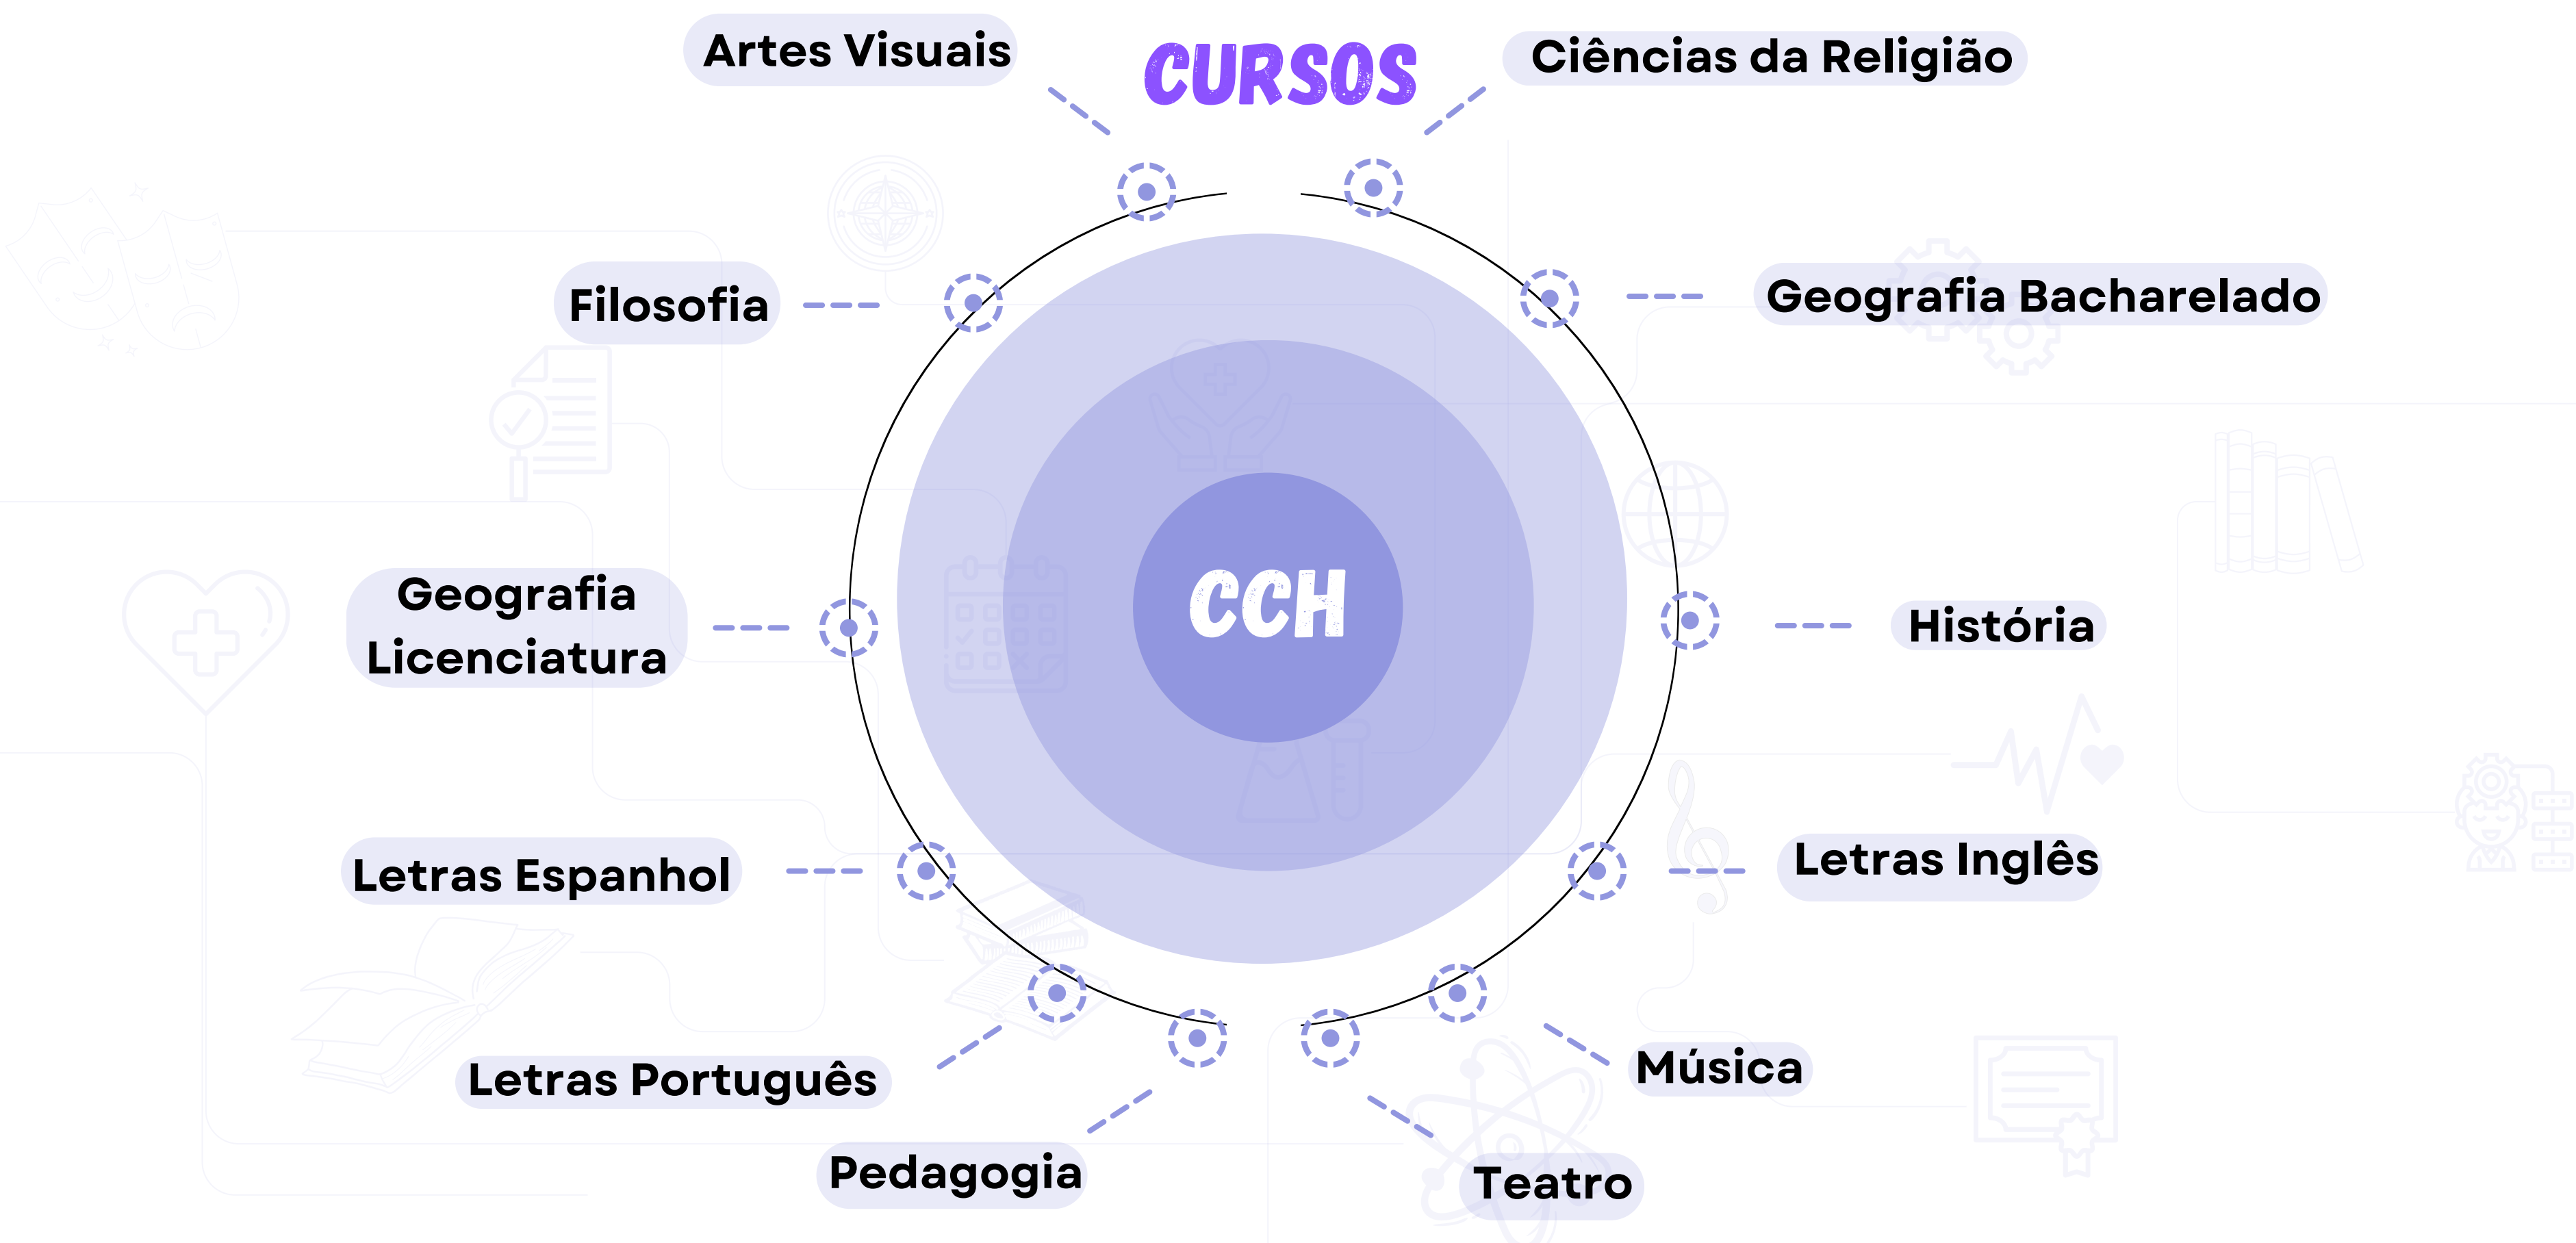 CURSOS
Artes Visuais
Ciências da Religião
Filosofia
Geografia Bacharelado
Geografia
Licenciatura
CCH
História
Letras Espanhol
Letras Inglês
Letras Português
Música
Pedagogia
Teatro